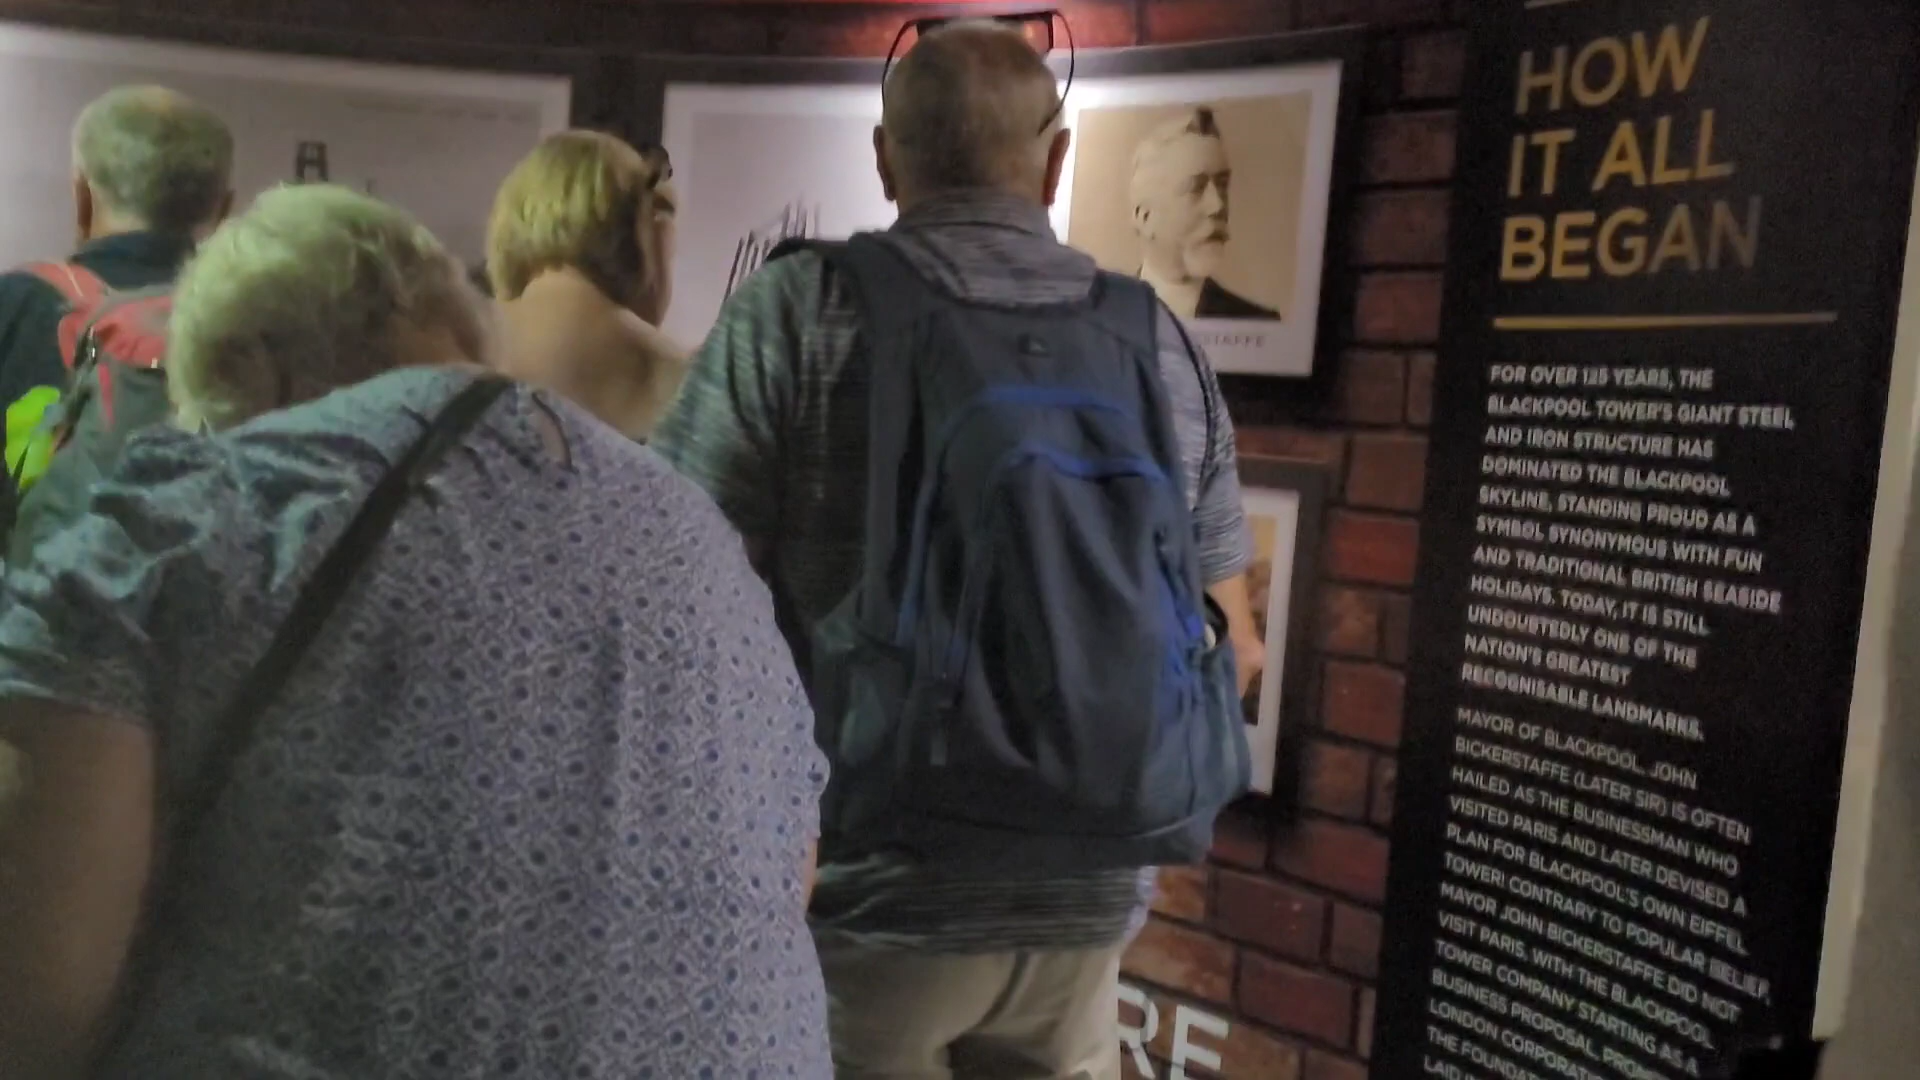 HOW
IT ALL
BEGAN
STAFFE
FOR OVER 125 YEARS, THE
BLACKPOOL TOWER'S GIANT STEEL
AND IRON STRUCTURE HAS
DOMINATED THE BLACKPOOL
SKYLINE, STANDING PROUD AS A
SYMBOL SYNONYMOUS WITH FUN
AND TRADITIONAL BRITISH SEASIDE
HOLIDAYS. TODAY, IT IS STILL
UNDOUBTEDLY ONE OF THE
NATION'S GREATEST
RECOGNISABLE LANDMARKS.
MAYOR OF BLACKPOOL, JOHN
BICKERSTAFFE (LATER SIR) IS OFTEN
HAILED AS THE BUSINESSMAN WHO
VISITED PARIS AND LATER DEVISED A
PLAN FOR BLACKPOOL'S OWN EIFFEL
TOWER! CONTRARY TO POPULAR BELIEF,
MAYOR JOHN BICKERSTAFFE DID NOT
VISIT PARIS. WITH THE BLACKPOOL
TOWER COMPANY STARTING AS A
BUSINESS PROPOSAL, PROM
LONDON CORPORAT
THE FOUNDAT
LAID I
RE